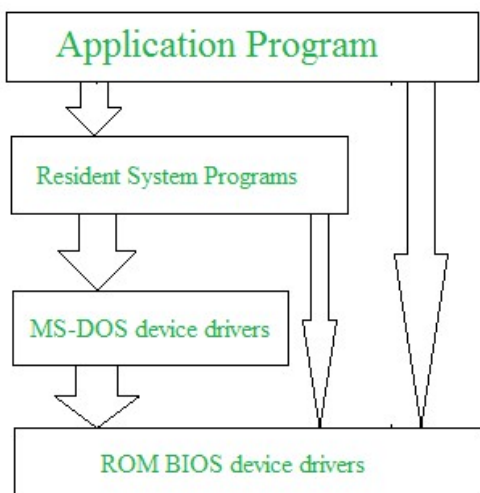 Application Program
Resident System Programs
MS-DOS device drivers
ROM BIOS device drivers